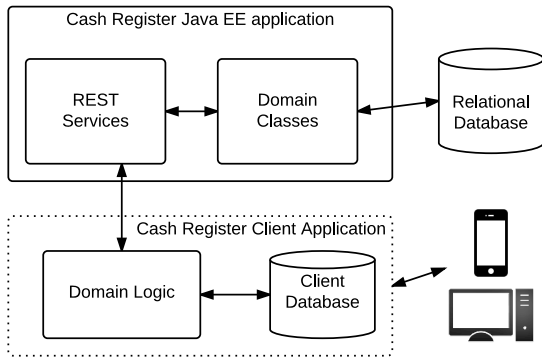 Cash Register Java EE application
REST
Services
Domain
Classes
Relational
Database
Cash Register Client Application
Domain Logic
Client
Database